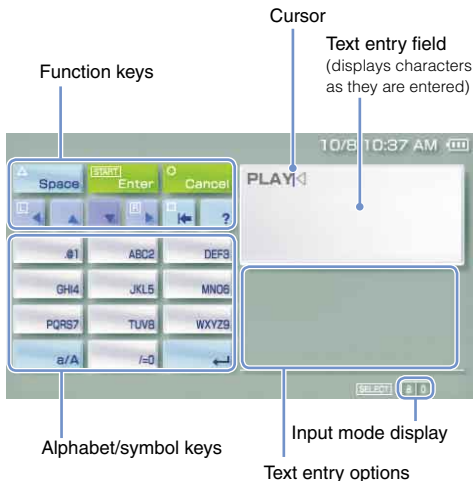 Cursor
Text entry field
(displays characters
as they are entered)
Function keys
10/8 10:37 AM
Space
START
Enter
Cancel
PLAY
L
R
?
.@1
ABC2
DEF3
GHI4
JKL5
MNO6
PQRS7
TUV8
WXYZ9
a/A
/=0
SELECT
a 0
Alphabet/symbol keys
Input mode display
Text entry options